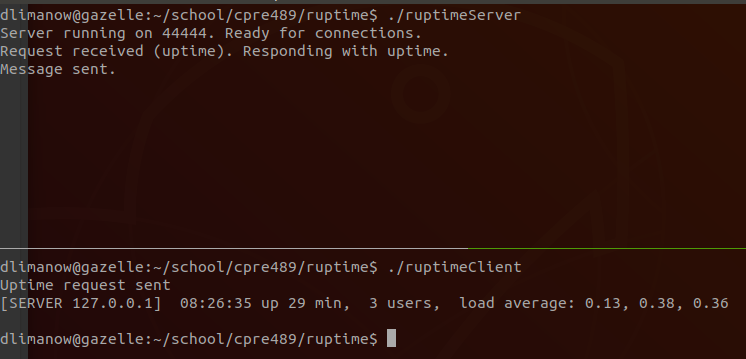 dlimanow@gazelle:~/school/cpre489/ruptime$ ./ruptimeServer
Server running on 44444. Ready for connections.
Request received (uptime). Responding with uptime.
Message sent.
dlimanow@gazelle:~/school/cpre489/ruptime$ ./ruptimeClient
Uptime request sent
[SERVER 127.0.0.1]  08:26:35 up 29 min,  3 users,  load average: 0.13, 0.38, 0.36
dlimanow@gazelle:~/school/cpre489/ruptime$